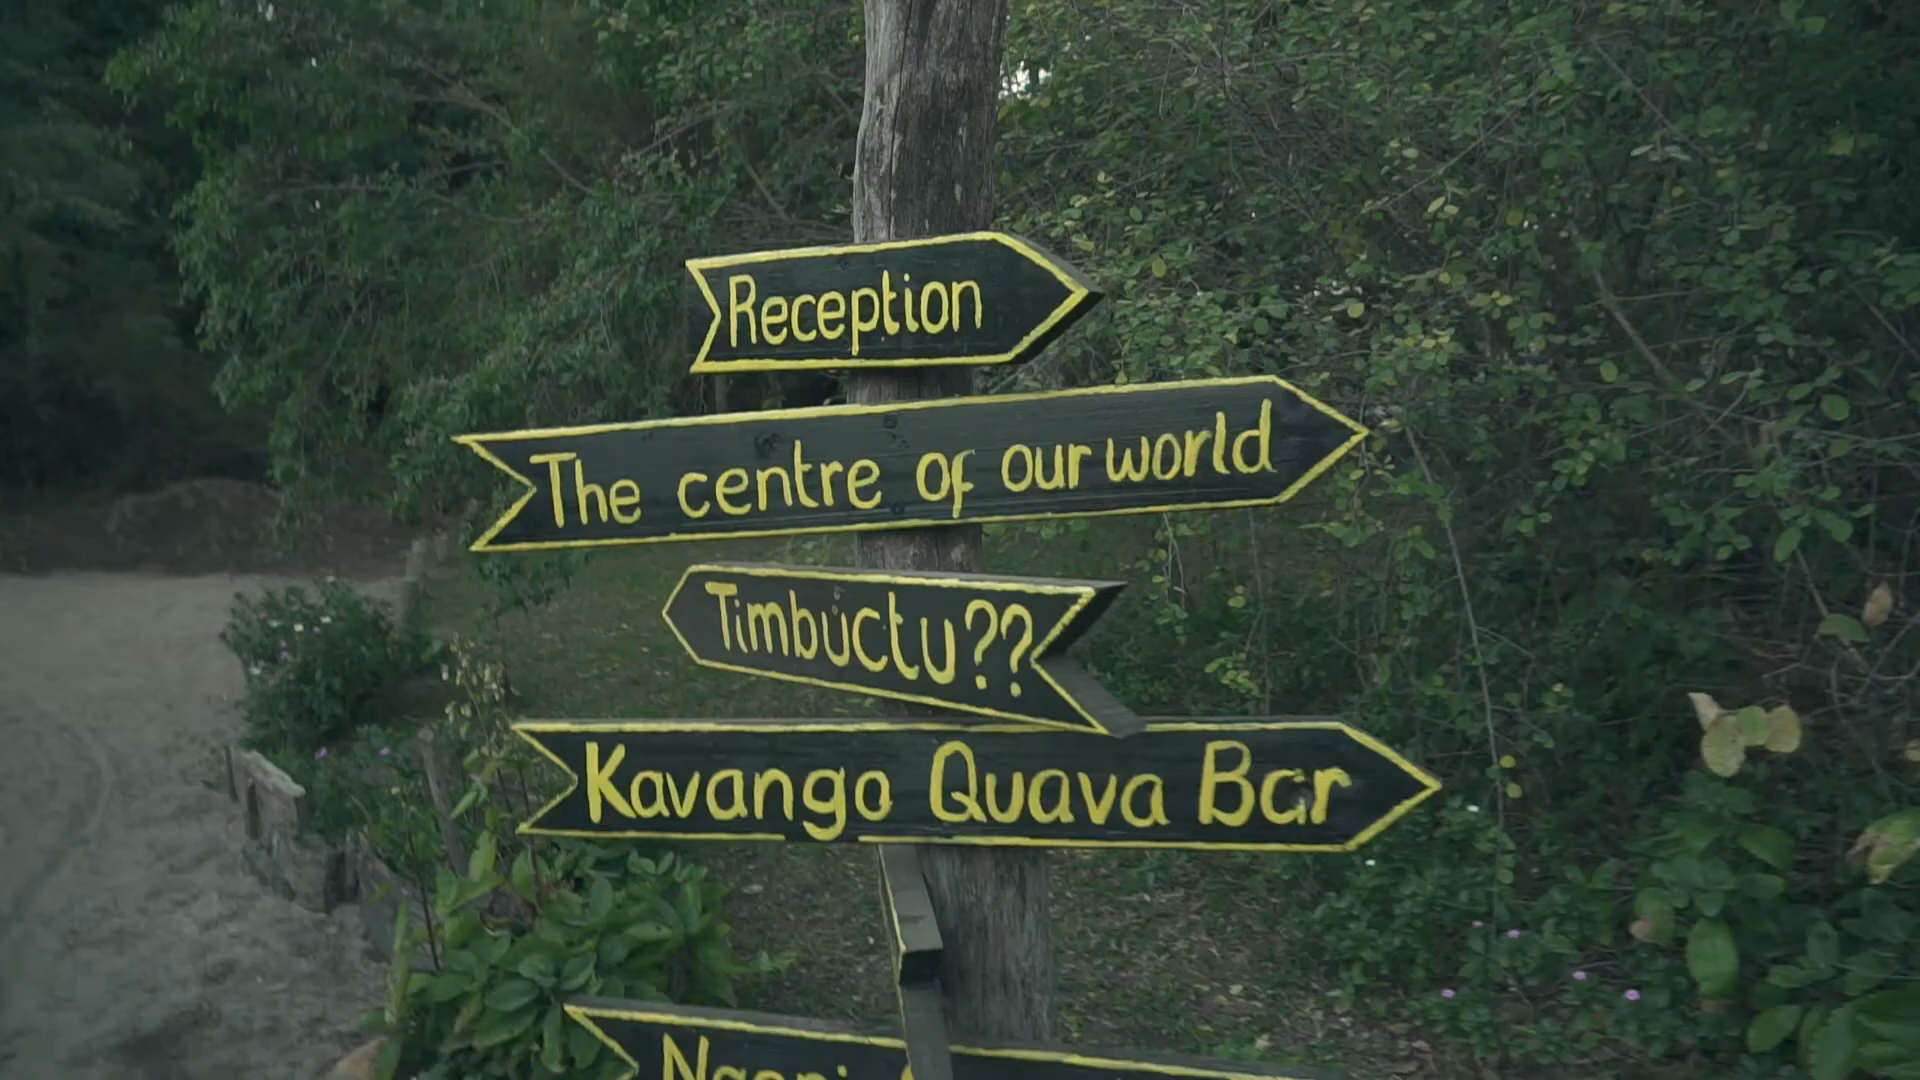 Reception
The centre of our world
Timbuctu??
Kavango Quava Bar